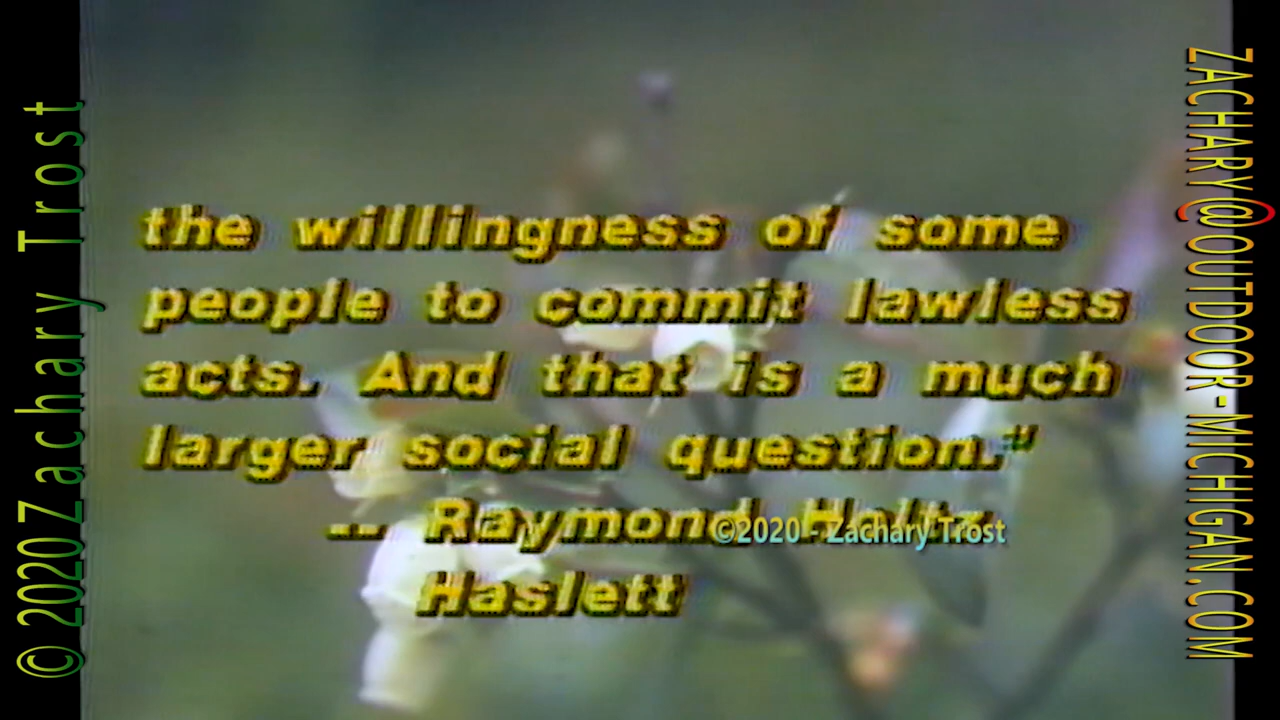 the willingness of some
people to commit lawless
acts. And that is a much
larger social question."
-- Raymond
Haslett
©2020 - Zachary Trost
© 2020 Zachary Trost
ZACHARY@OUTDOOR-MICHIGAN.COM